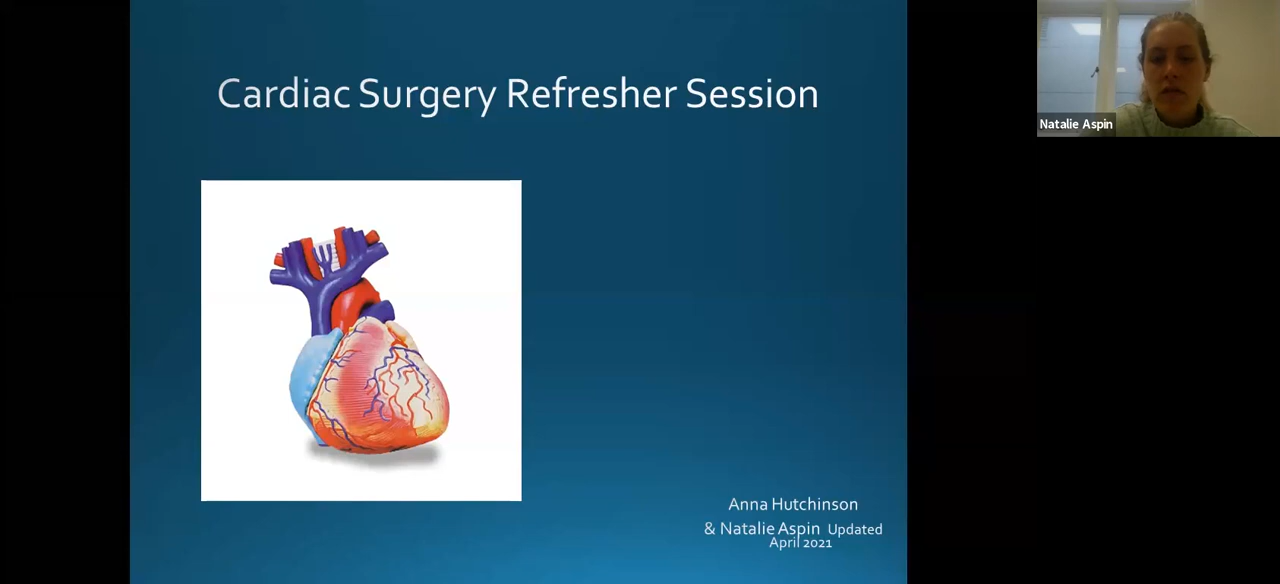 Cardiac Surgery Refresher Session
Natalie Aspin
Anna Hutchinson
& Natalie Aspin Updated
April 2021